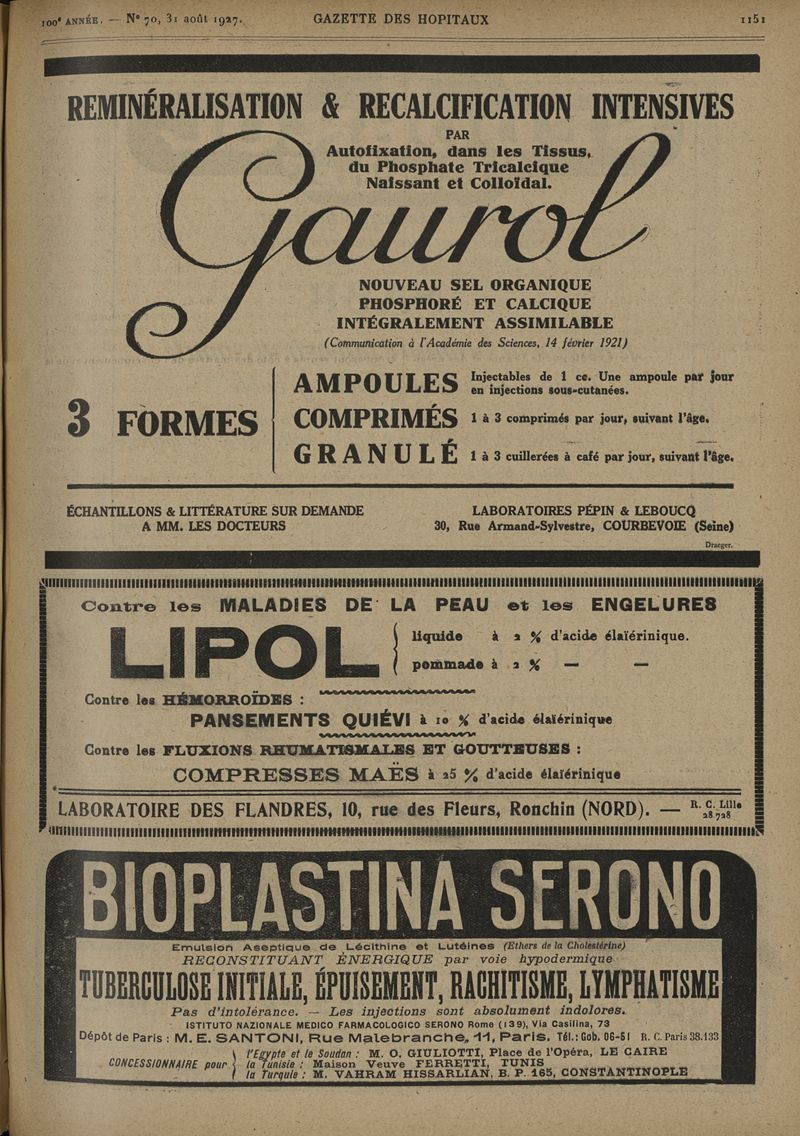 100e ANNÉE. — No 70, 31 août 1927. GAZETTE DES HOPITAUX 1151
REMINÉRALISATION & RECALCIFICATION INTENSIVES
PAR
Autofixation, dans les Tissus,
du Phosphate Tricalcique
Naissant et Colloïdal.
Gaurol
NOUVEAU SEL ORGANIQUE
PHOSPHORÉ ET CALCIQUE
INTÉGRALEMENT ASSIMILABLE
(Communication à l'Académie des Sciences, 14 février 1921)
3 FORMES
AMPOULES Injectables de 1 cc. Une ampoule par jour
en injections sous-cutanées.
COMPRIMÉS 1 à 3 comprimés par jour, suivant l'âge.
GRANULÉ 1 à 3 cuillerées à café par jour, suivant l'âge.
ÉCHANTILLONS & LITTÉRATURE SUR DEMANDE
A MM. LES DOCTEURS
LABORATOIRES PÉPIN & LEBOUCQ
30, Rue Armand-Sylvestre, COURBEVOIE (Seine)
Draeger.
Contre les MALADIES DE LA PEAU et les ENGELURES
LIPOL
liquide à 2 % d'acide élaïérinique.
pommade à 2 % — —
Contre les HÉMORROÏDES :
PANSEMENTS QUIÉVI à 10 % d'acide élaïérinique
Contre les FLUXIONS RHUMATISMALES ET GOUTTEUSES :
COMPRESSES MAËS à 25 % d'acide élaïérinique
LABORATOIRE DES FLANDRES, 10, rue des Fleurs, Ronchin (NORD). — R. C. Lille
28728
BIOPLASTINA SERONO
Emulsion Aseptique de Lécithine et Lutéines (Ethers de la Cholestérine)
RECONSTITUANT ÉNERGIQUE par voie hypodermique
TUBERCULOSE INITIALE, ÉPUISEMENT, RACHITISME, LYMPHATISME
Pas d'intolérance. — Les injections sont absolument indolores.
ISTITUTO NAZIONALE MEDICO FARMACOLOGICO SERONO Rome (139), Via Casilina, 73
Dépôt de Paris : M. E. SANTONI, Rue Malebranche, 11, Paris. Tél.: Gob. 06-51 R. C. Paris 38.133
CONCESSIONNAIRE pour
l'Egypte et le Soudan : M. O. GIULIOTTI, Place de l'Opéra, LE CAIRE
la Tunisie : Maison Veuve FERRETTI, TUNIS
la Turquie : M. VAHRAM HISSARLIAN, B. P. 165, CONSTANTINOPLE